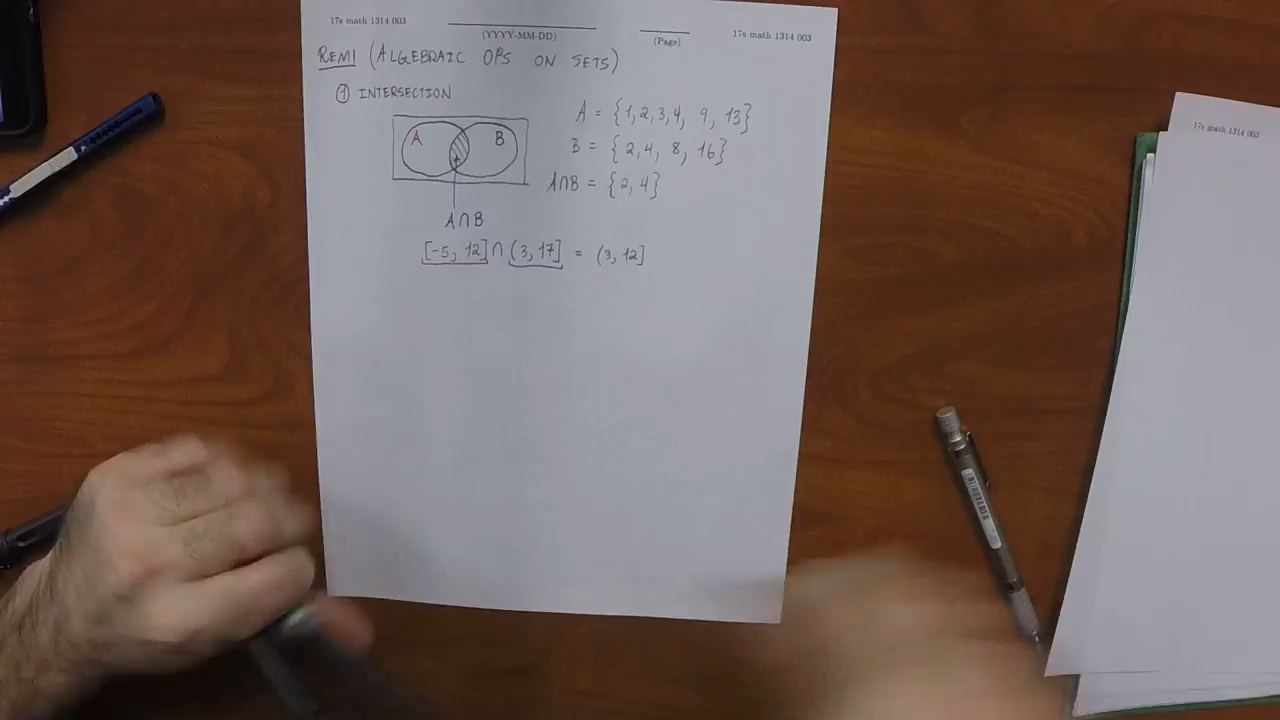 17s math 1314 003
(YYYY-MM-DD)
(Page)
17s math 1314 003
REM1 (ALGEBRAIC OPS ON SETS)
① INTERSECTION
A B
A = {1,2,3,4, 9, 13}
B = {2,4, 8, 16}
A∩B = {2,4}
A∩B
[-5, 12] ∩ (3,17] = (3,12]
17s math 1314 003